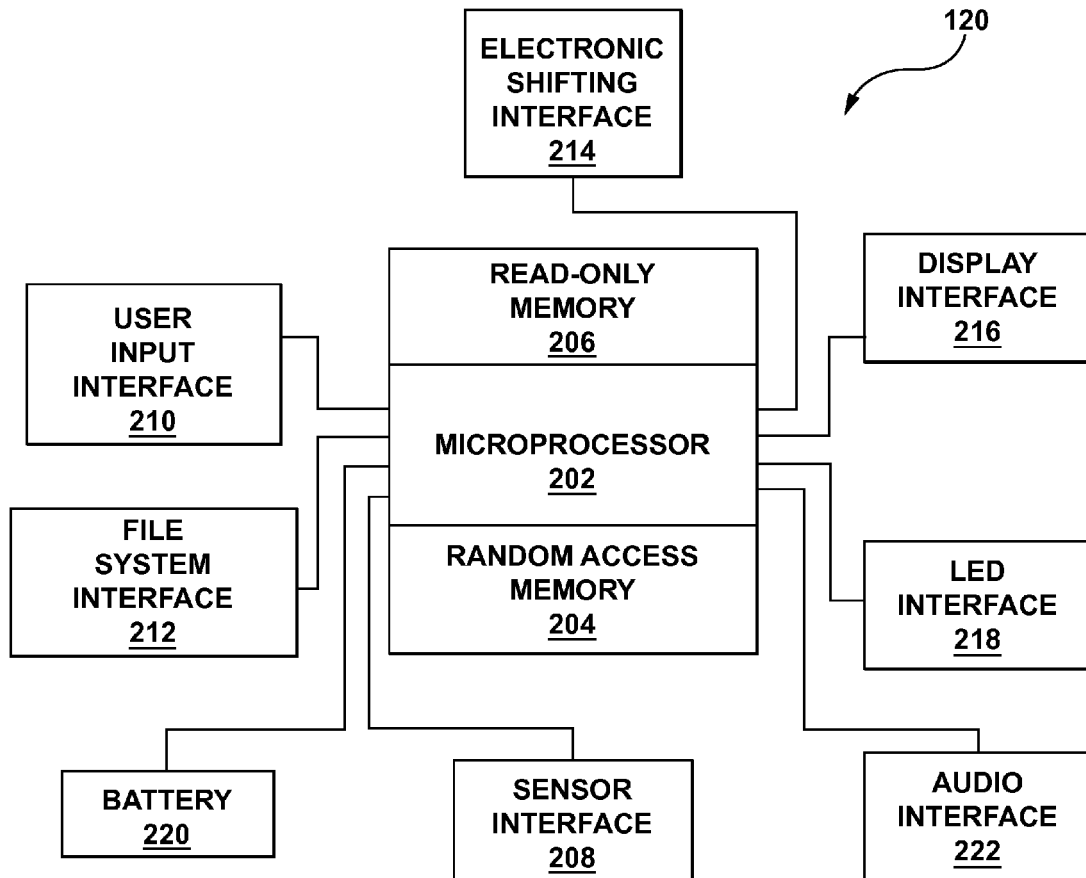 120
ELECTRONIC
SHIFTING
INTERFACE
214
READ-ONLY
MEMORY
206
DISPLAY
INTERFACE
216
USER
INPUT
INTERFACE
210
MICROPROCESSOR
202
FILE
SYSTEM
INTERFACE
212
RANDOM ACCESS
MEMORY
204
LED
INTERFACE
218
BATTERY
220
SENSOR
INTERFACE
208
AUDIO
INTERFACE
222